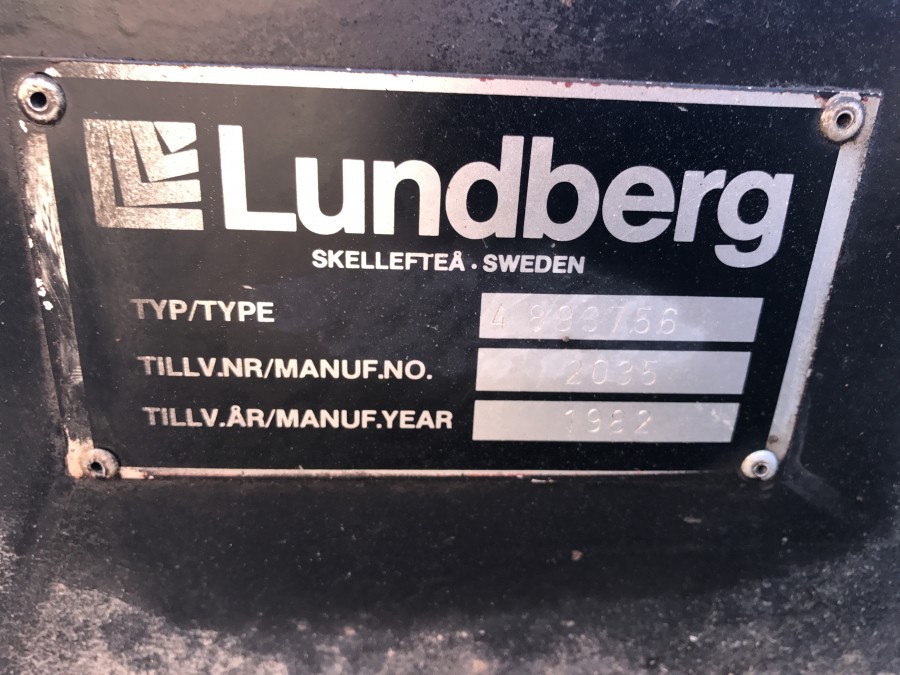 Lundberg
SKELLEFTEÅ · SWEDEN
TYP/TYPE
TILLV.NR/MANUF.NO. 2035
TILLV.ÅR/MANUF.YEAR 1982